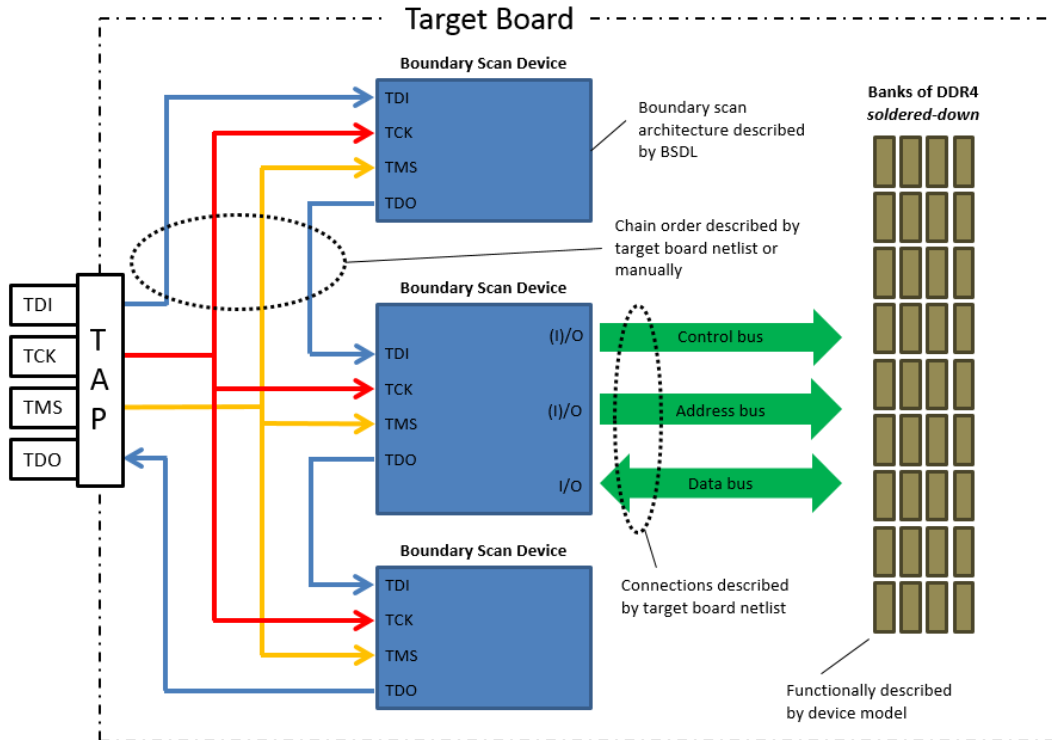 Target Board
Boundary Scan Device
TDI
TCK
TMS
TDO
Boundary scan
architecture described
by BSDL
Banks of DDR4
soldered-down
Chain order described by
target board netlist or
manually
TDI
TCK
TMS
TDO
T
A
P
Boundary Scan Device
TDI
TCK
TMS
TDO
(I)/O
(I)/O
I/O
Control bus
Address bus
Data bus
Connections described
by target board netlist
Boundary Scan Device
TDI
TCK
TMS
TDO
Functionally described
by device model